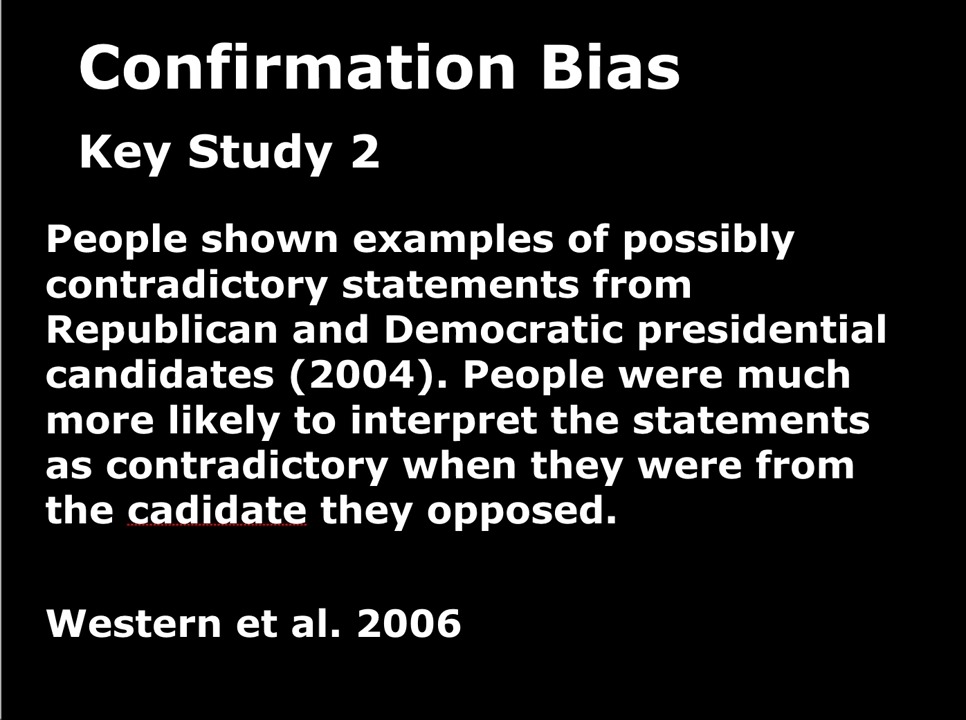 Confirmation Bias
Key Study 2
People shown examples of possibly
contradictory statements from
Republican and Democratic presidential
candidates (2004). People were much
more likely to interpret the statements
as contradictory when they were from
the cadidate they opposed.
Western et al. 2006